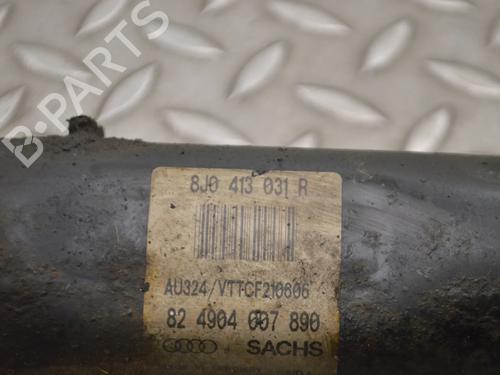 B-PARTS
8J0 413 031 R
AU324/VTTCF210606
82 4904 007 890
SACHS